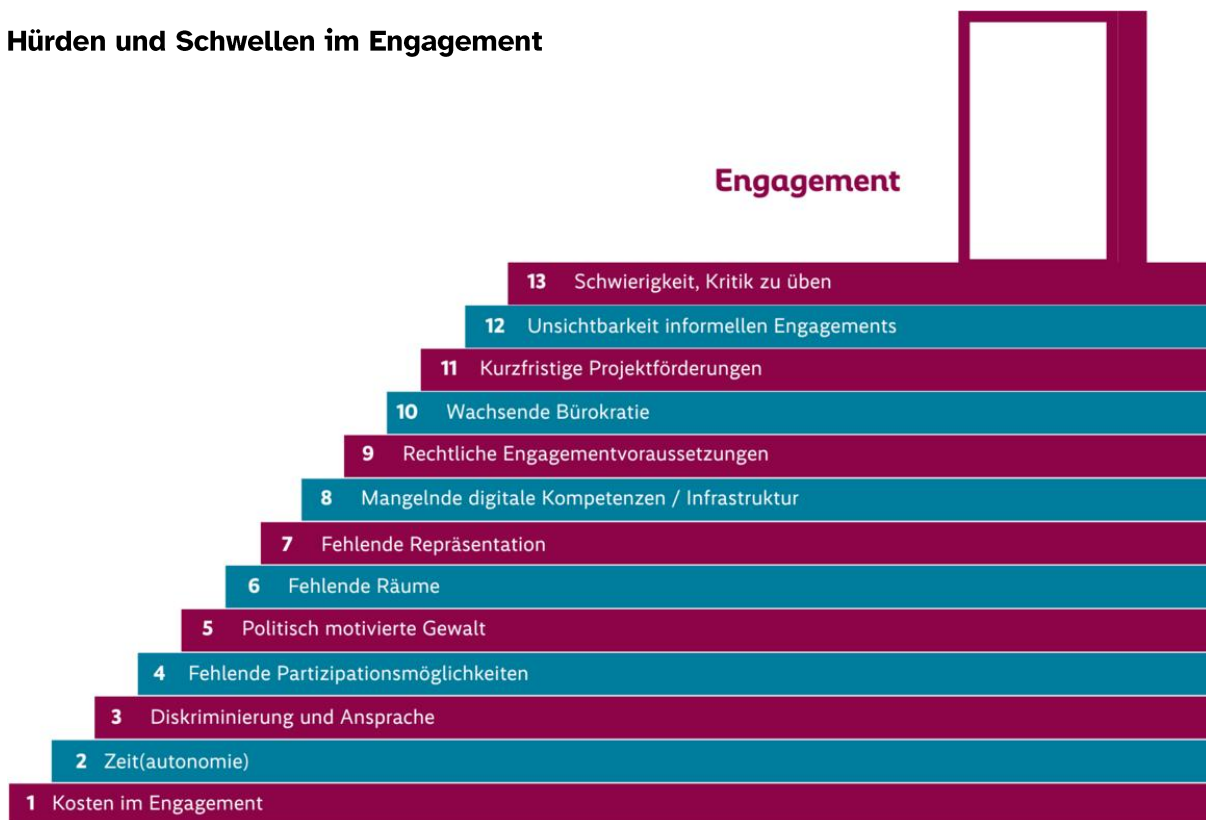 Hürden und Schwellen im Engagement
Engagement
13 Schwierigkeit, Kritik zu üben
12 Unsichtbarkeit informellen Engagements
11 Kurzfristige Projektförderungen
10 Wachsende Bürokratie
9 Rechtliche Engagementvoraussetzungen
8 Mangelnde digitale Kompetenzen / Infrastruktur
7 Fehlende Repräsentation
6 Fehlende Räume
5 Politisch motivierte Gewalt
4 Fehlende Partizipationsmöglichkeiten
3 Diskriminierung und Ansprache
2 Zeit(autonomie)
1 Kosten im Engagement